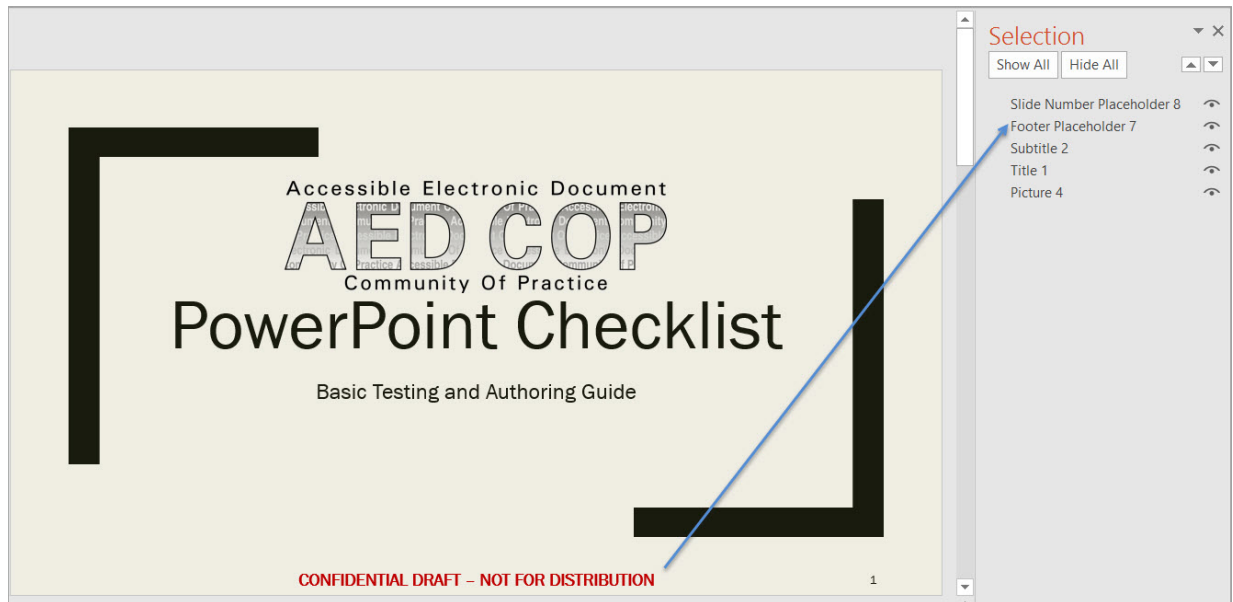 Accessible Electronic Document
AED COP
Community Of Practice
PowerPoint Checklist
Basic Testing and Authoring Guide
CONFIDENTIAL DRAFT – NOT FOR DISTRIBUTION
1
Selection
Show All Hide All
Slide Number Placeholder 8
Footer Placeholder 7
Subtitle 2
Title 1
Picture 4